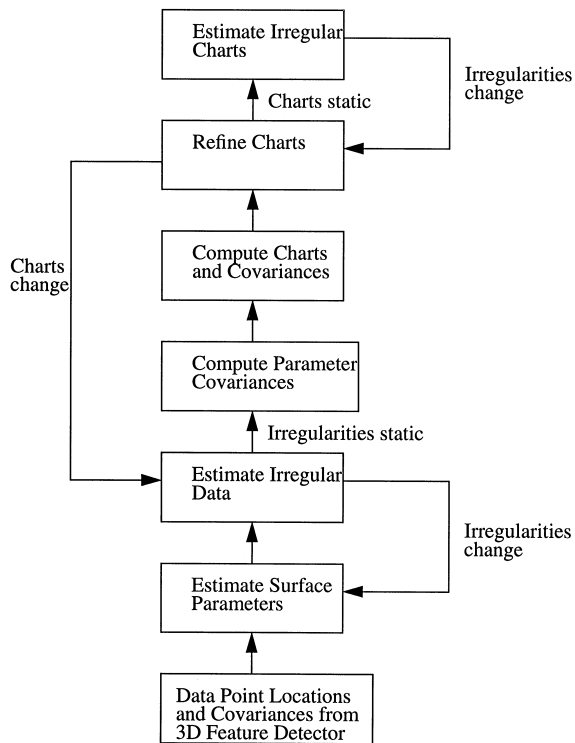 Estimate Irregular
Charts
Irregularities
change
Charts static
Refine Charts
Compute Charts
and Covariances
Charts
change
Compute Parameter
Covariances
Irregularities static
Estimate Irregular
Data
Irregularities
change
Estimate Surface
Parameters
Data Point Locations
and Covariances from
3D Feature Detector